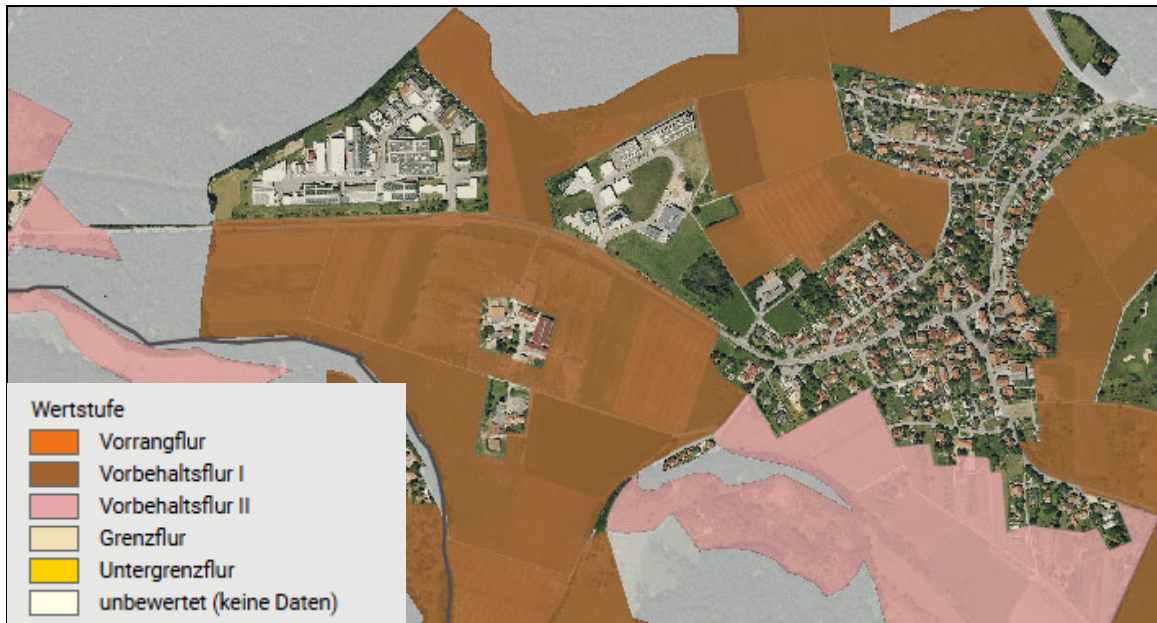 Wertstufe
Vorrangflur
Vorbehaltsflur I
Vorbehaltsflur II
Grenzflur
Untergrenzflur
unbewertet (keine Daten)